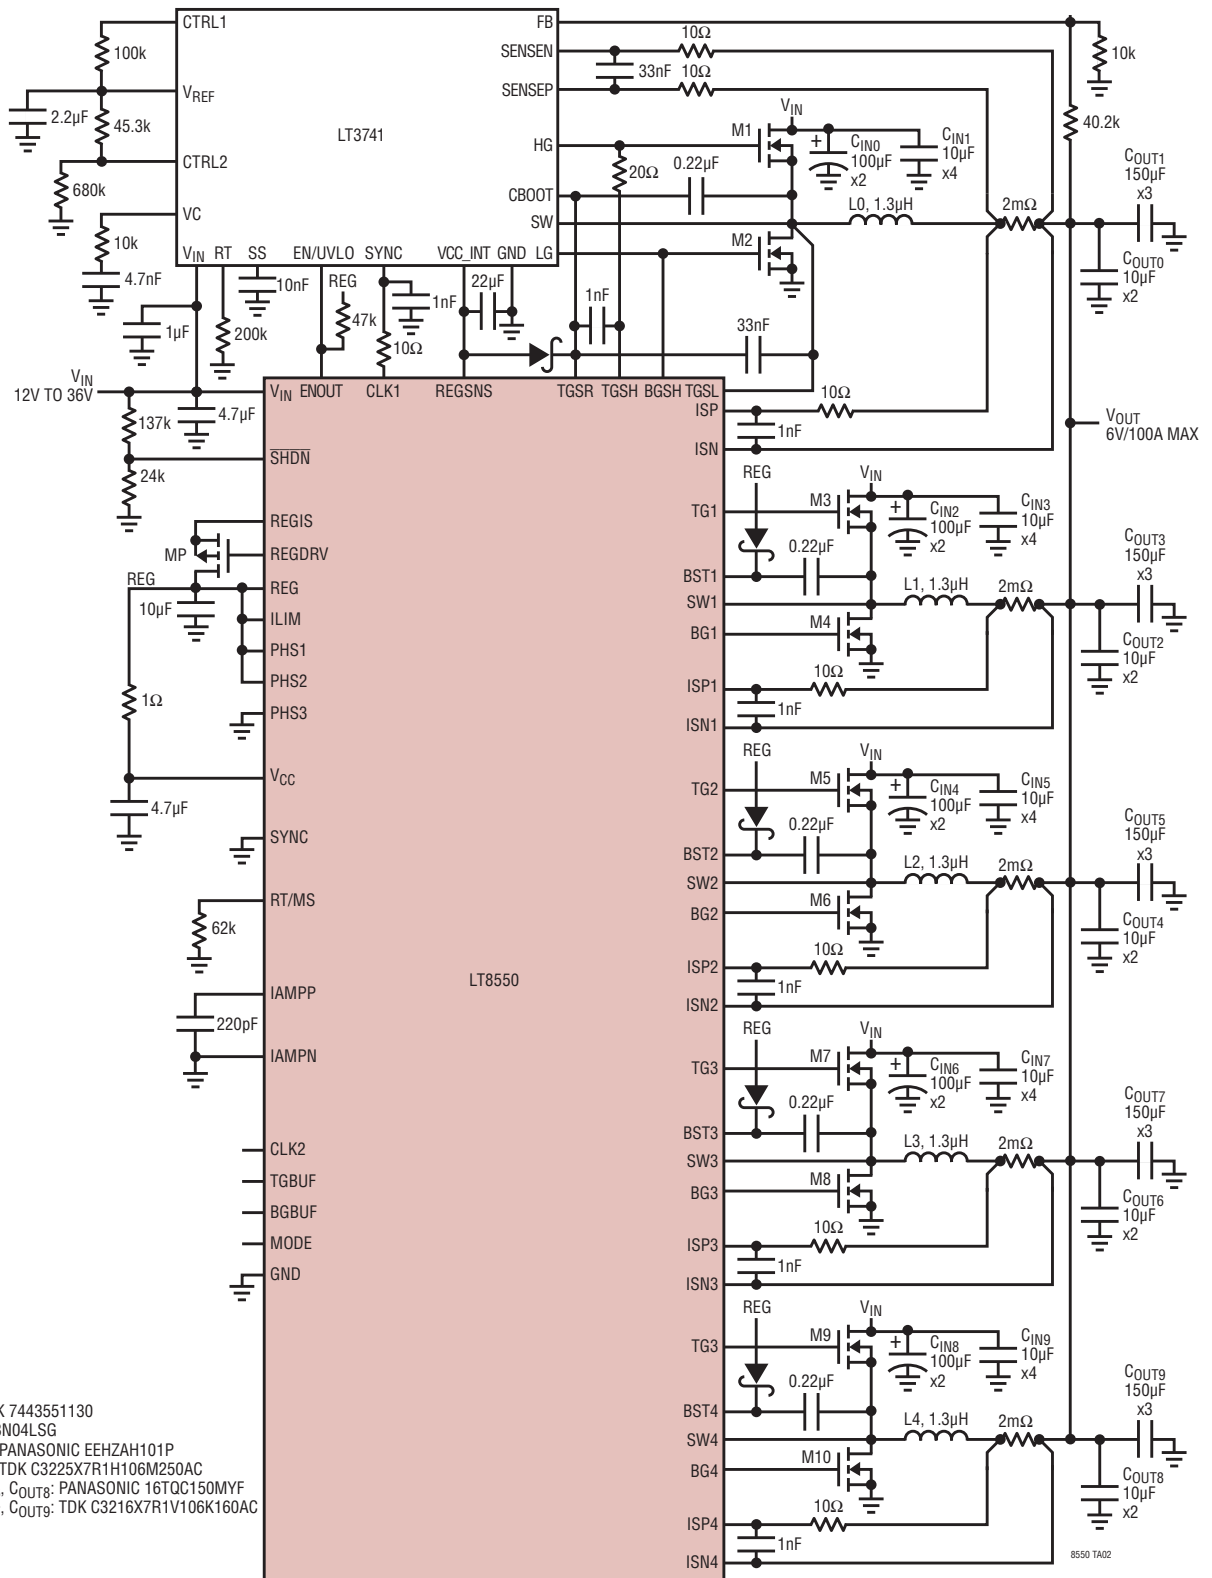 CTRL1
FB
10Ω
100k
SENSEN
10k
33nF
10Ω
VREF
SENSEP
2.2µF
45.3k
LT3741
VIN
40.2k
M1
CIN0
100µF
x2
CIN1
10µF
x4
HG
CTRL2
20Ω
0.22µF
COUT1
150µF
x3
680k
CBOOT
L0, 1.3µH
2mΩ
VC
SW
10k
M2
VIN RT SS EN/UVLO SYNC VCC_INT GND LG
COUT0
10µF
x2
4.7nF
10nF
REG
1nF
22µF
1nF
47k
33nF
1µF
200k
10Ω
VIN
12V TO 36V
VIN ENOUT CLK1 REGSNS TGSR TGSH BGSH TGSL
10Ω
ISP
4.7µF
137k
1nF
VOUT
6V/100A MAX
ISN
SHDN
24k
REG
VIN
M3
CIN2
100µF
x2
CIN3
10µF
x4
TG1
REGIS
COUT3
150µF
x3
MP
REGDRV
0.22µF
BST1
REG
REG
L1, 1.3µH
2mΩ
10µF
SW1
ILIM
M4
BG1
COUT2
10µF
x2
PHS1
PHS2
10Ω
ISP1
1Ω
1nF
PHS3
ISN1
REG
VIN
VCC
M5
CIN4
100µF
x2
CIN5
10µF
x4
TG2
4.7µF
COUT5
150µF
x3
SYNC
0.22µF
BST2
L2, 1.3µH
2mΩ
SW2
RT/MS
M6
BG2
COUT4
10µF
x2
62k
10Ω
ISP2
LT8550
1nF
IAMPP
ISN2
220pF
REG
VIN
IAMPN
M7
CIN6
100µF
x2
CIN7
10µF
x4
TG3
COUT7
150µF
x3
0.22µF
BST3
CLK2
L3, 1.3µH
2mΩ
SW3
TGBUF
M8
BG3
COUT6
10µF
x2
BGBUF
10Ω
MODE
ISP3
1nF
GND
ISN3
REG
VIN
M9
CIN8
100µF
x2
CIN9
10µF
x4
TG3
COUT9
150µF
x3
0.22µF
BST4
L4, 1.3µH
2mΩ
SW4
M10
BG4
COUT8
10µF
x2
10Ω
ISP4
1nF
ISN4
7443551130
N04LSG
PANASONIC EEHZAH101P
TDK C3225X7R1H106M250AC
, COUT8: PANASONIC 16TQC150MYF
, COUT9: TDK C3216X7R1V106K160AC
8550 TA02